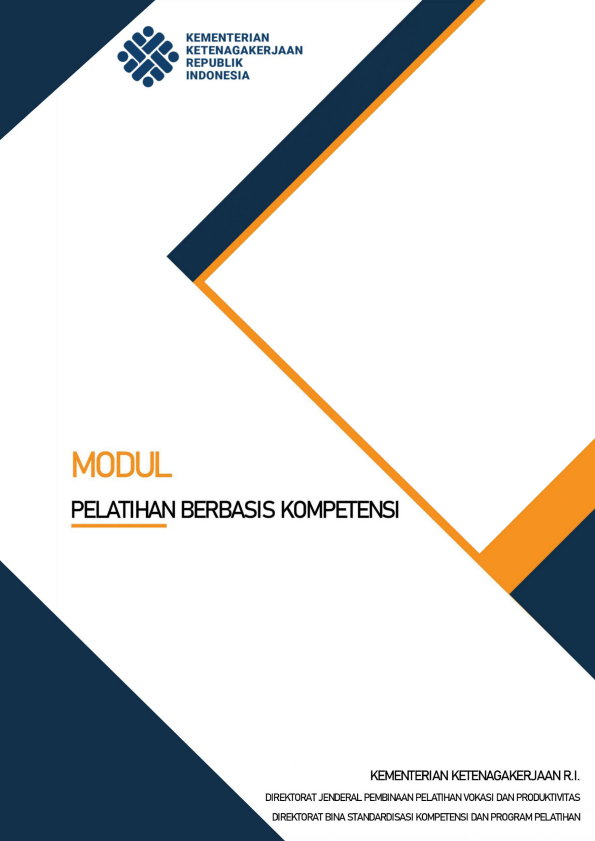 KEMENTERIAN
KETENAGAKERJAAN
REPUBLIK
INDONESIA
MODUL
PELATIHAN BERBASIS KOMPETENSI
KEMENTERIAN KETENAGAKERJAAN R.I.
DIREKTORAT JENDERAL PEMBINAAN PELATIHAN VOKASI DAN PRODUKTIVITAS
DIREKTORAT BINA STANDARDISASI KOMPETENSI DAN PROGRAM PELATIHAN